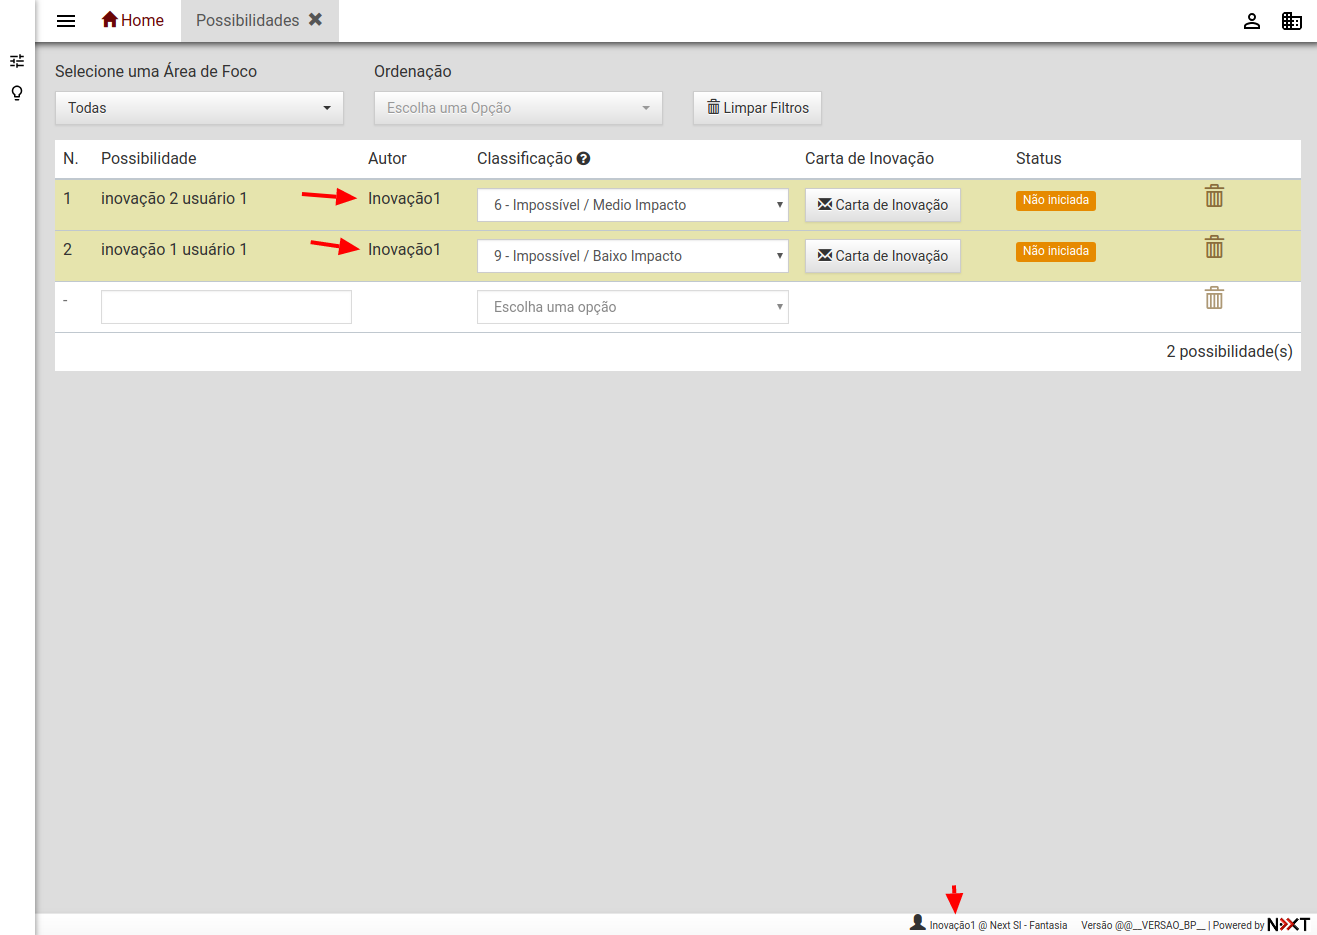 Home
Possibilidades
Selecione uma Área de Foco
Ordenação
Todas
Escolha uma Opção
Limpar Filtros
N. Possibilidade Autor Classificação Carta de Inovação Status
1 inovação 2 usuário 1 Inovação1 6 - Impossível / Medio Impacto Carta de Inovação Não iniciada
2 inovação 1 usuário 1 Inovação1 9 - Impossível / Baixo Impacto Carta de Inovação Não iniciada
- Escolha uma opção
2 possibilidade(s)
Inovação1 @ Next SI - Fantasia Versão @@__VERSAO_BP__ | Powered by NEXT